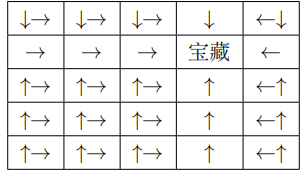 ↓→ ↓→ ↓→ ↓ ←↓
→ → → 宝藏 ←
↑→ ↑→ ↑→ ↑ ←↑
↑→ ↑→ ↑→ ↑ ←↑
↑→ ↑→ ↑→ ↑ ←↑